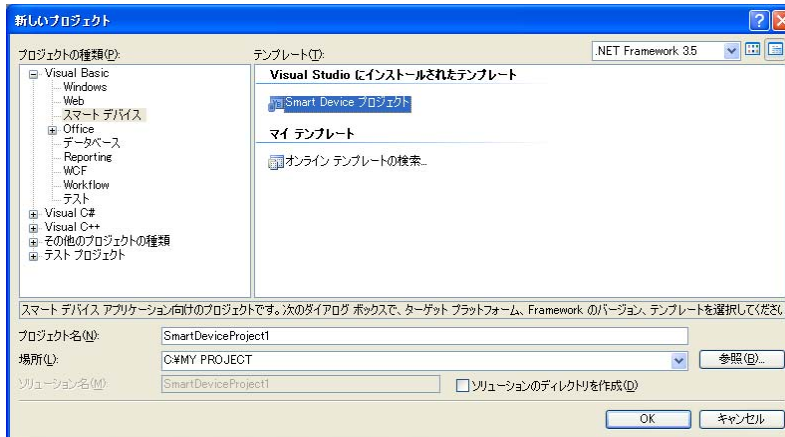 新しいプロジェクト
プロジェクトの種類(P):
テンプレート(T):
.NET Framework 3.5
Visual Basic
Windows
Web
スマート デバイス
Office
データベース
Reporting
WCF
Workflow
テスト
Visual C#
Visual C++
その他のプロジェクトの種類
テスト プロジェクト
Visual Studio にインストールされたテンプレート
Smart Device プロジェクト
マイ テンプレート
オンライン テンプレートの検索...
スマート デバイス アプリケーション向けのプロジェクトです。次のダイアログ ボックスで、ターゲット プラットフォーム、Framework のバージョン、テンプレートを選択してくださ
プロジェクト名(N):
SmartDeviceProject1
場所(L):
C:¥MY PROJECT
参照(B)...
ソリューション名(M):
SmartDeviceProject1
ソリューションのディレクトリを作成(D)
OK
キャンセル